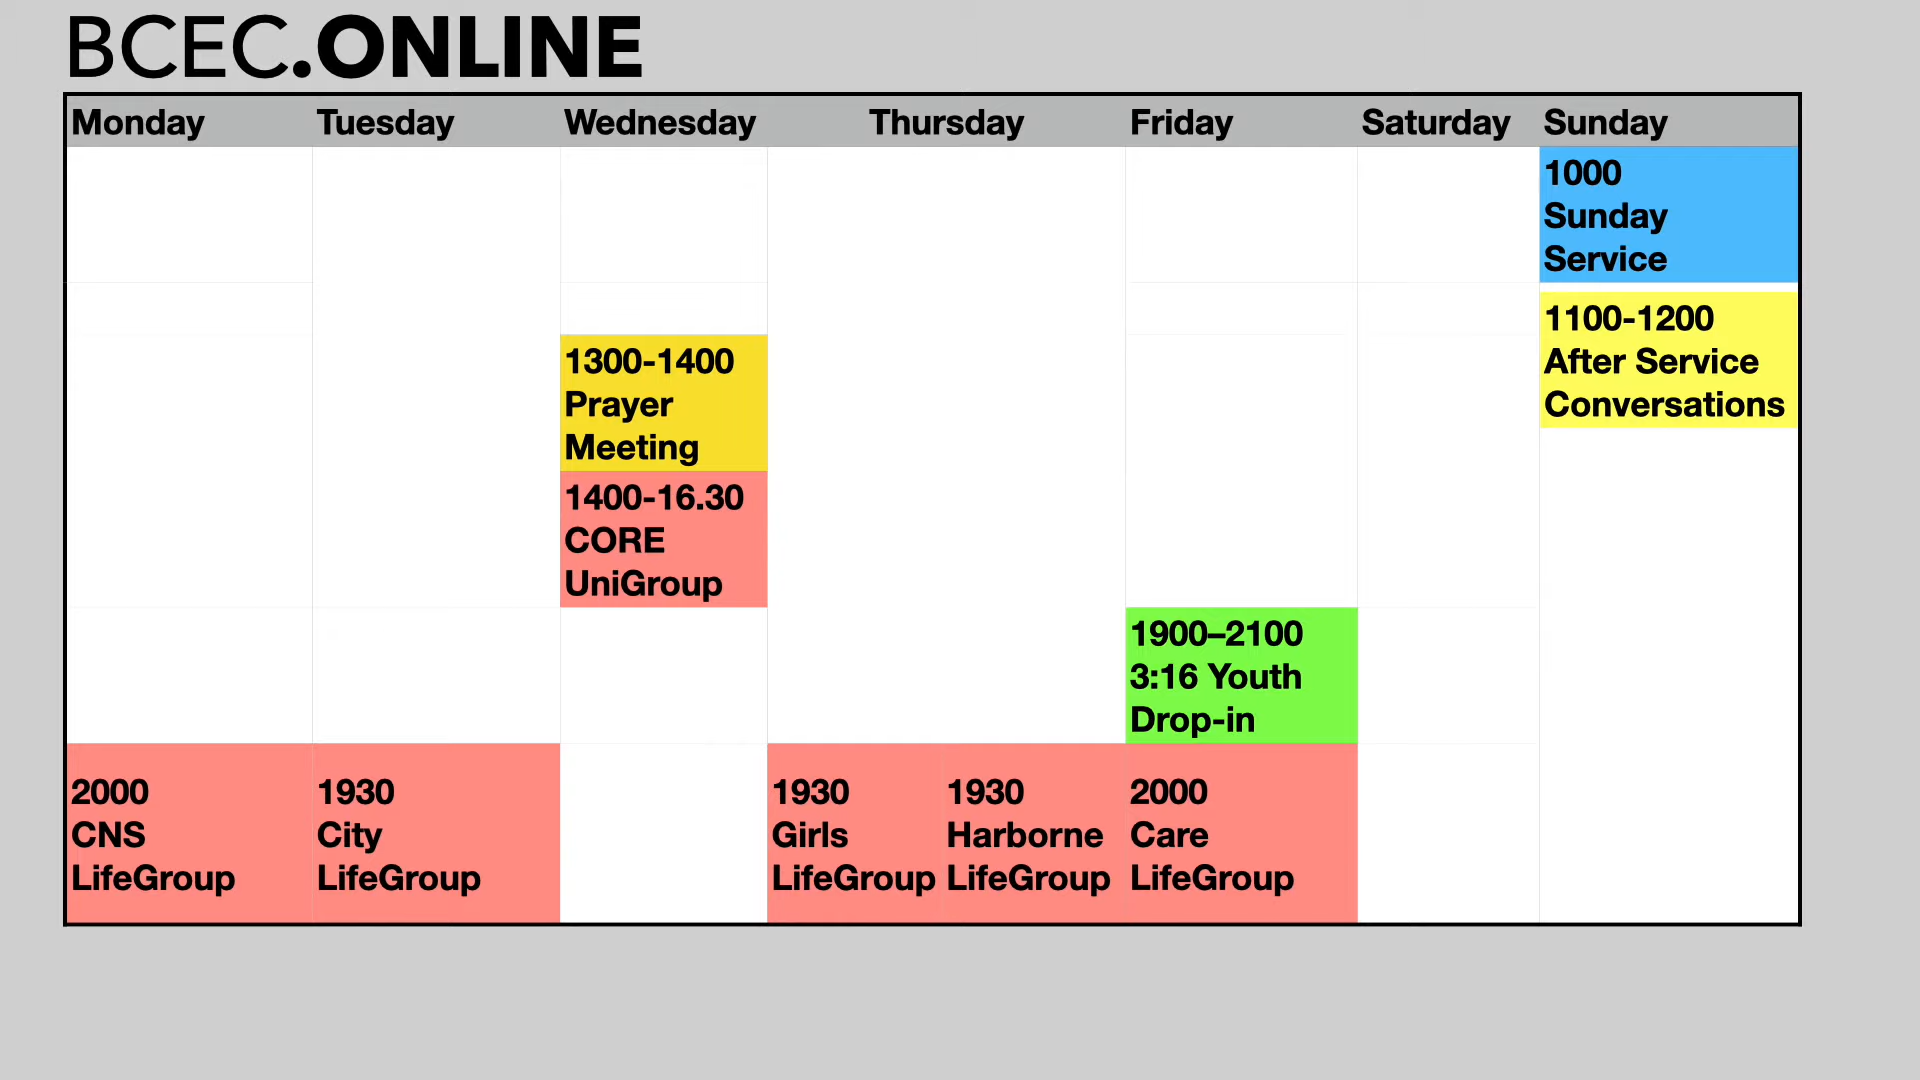 BCEC.ONLINE
Monday Tuesday Wednesday Thursday Friday Saturday Sunday
1000
Sunday
Service
1100-1200
After Service
Conversations
1300-1400
Prayer
Meeting
1400-16.30
CORE
UniGroup
1900–2100
3:16 Youth
Drop-in
2000
CNS
LifeGroup
1930
City
LifeGroup
1930
Girls
LifeGroup
1930
Harborne
LifeGroup
2000
Care
LifeGroup